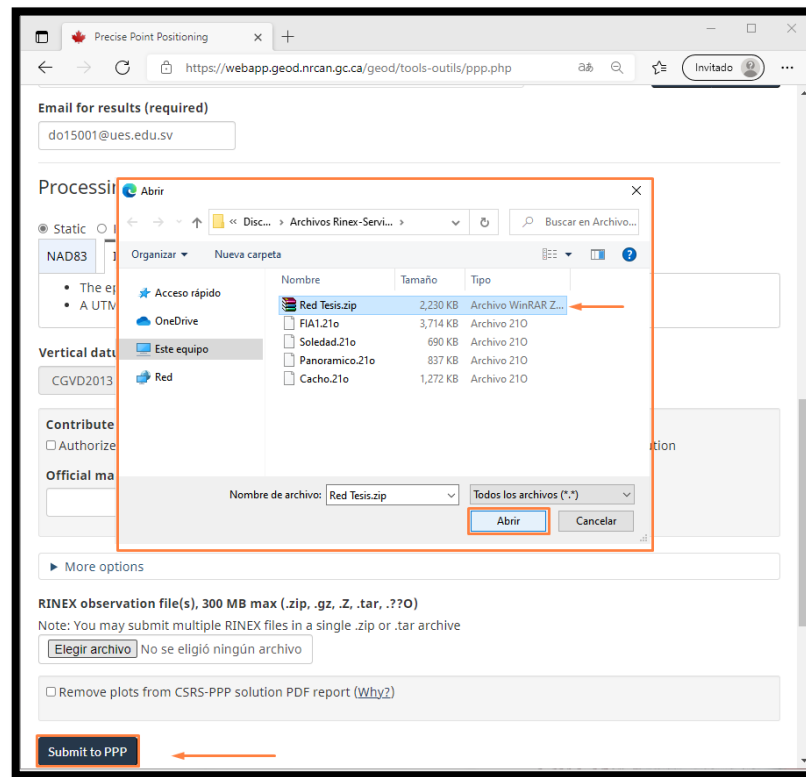 Precise Point Positioning
https://webapp.geod.nrcan.gc.ca/geod/tools-outils/ppp.php
aあ
Invitado
Email for results (required)
do15001@ues.edu.sv
Processin
Abrir
Static
NAD83
« Disc... › Archivos Rinex-Servi... ›
Buscar en Archivo...
Organizar
Nueva carpeta
• The ep
• A UTM
Acceso rápido
OneDrive
Este equipo
Red
Nombre Tamaño Tipo
Red Tesis.zip 2,230 KB Archivo WinRAR Z...
FIA1.21o 3,714 KB Archivo 21O
Soledad.21o 690 KB Archivo 21O
Panoramico.21o 837 KB Archivo 21O
Cacho.21o 1,272 KB Archivo 21O
Vertical datu
CGVD2013
Contribute
Authorize
ution
Official ma
Nombre de archivo: Red Tesis.zip
Todos los archivos (*.*)
Abrir Cancelar
More options
RINEX observation file(s), 300 MB max (.zip, .gz, .Z, .tar, .??O)
Note: You may submit multiple RINEX files in a single .zip or .tar archive
Elegir archivo No se eligió ningún archivo
Remove plots from CSRS-PPP solution PDF report (Why?)
Submit to PPP